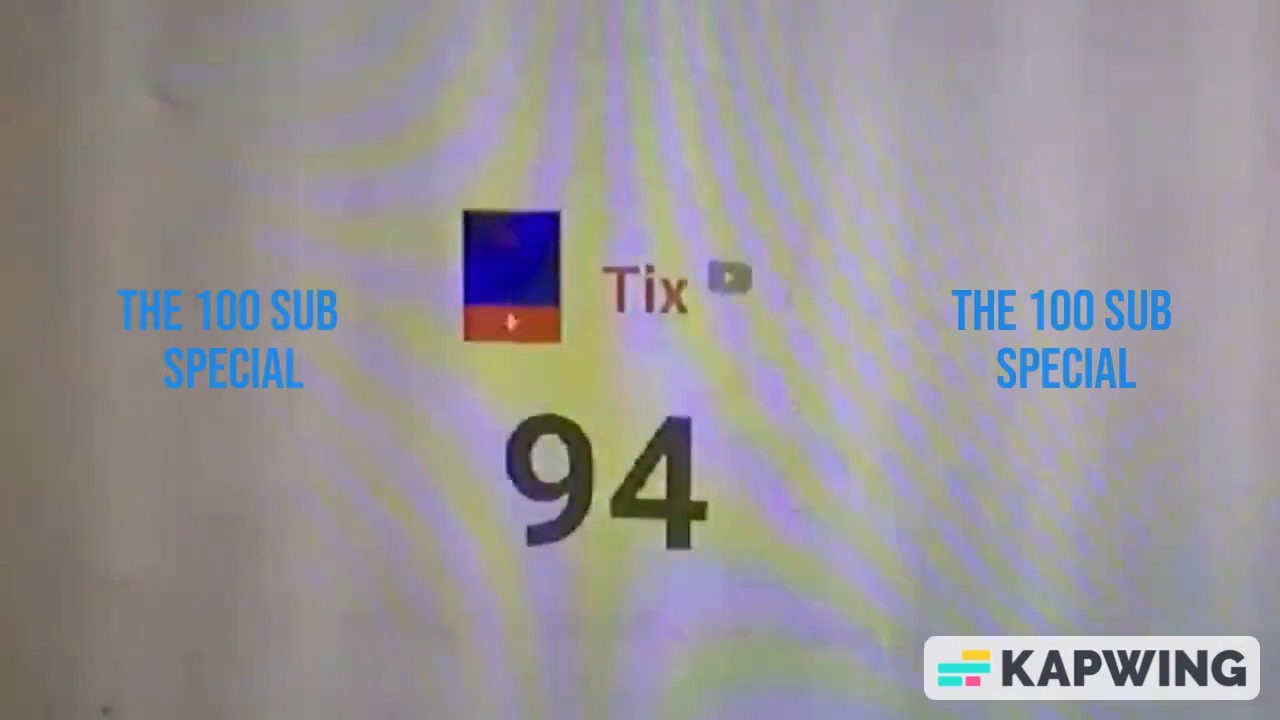 Tix
THE 100 SUB
SPECIAL
THE 100 SUB
SPECIAL
94
KAPWING